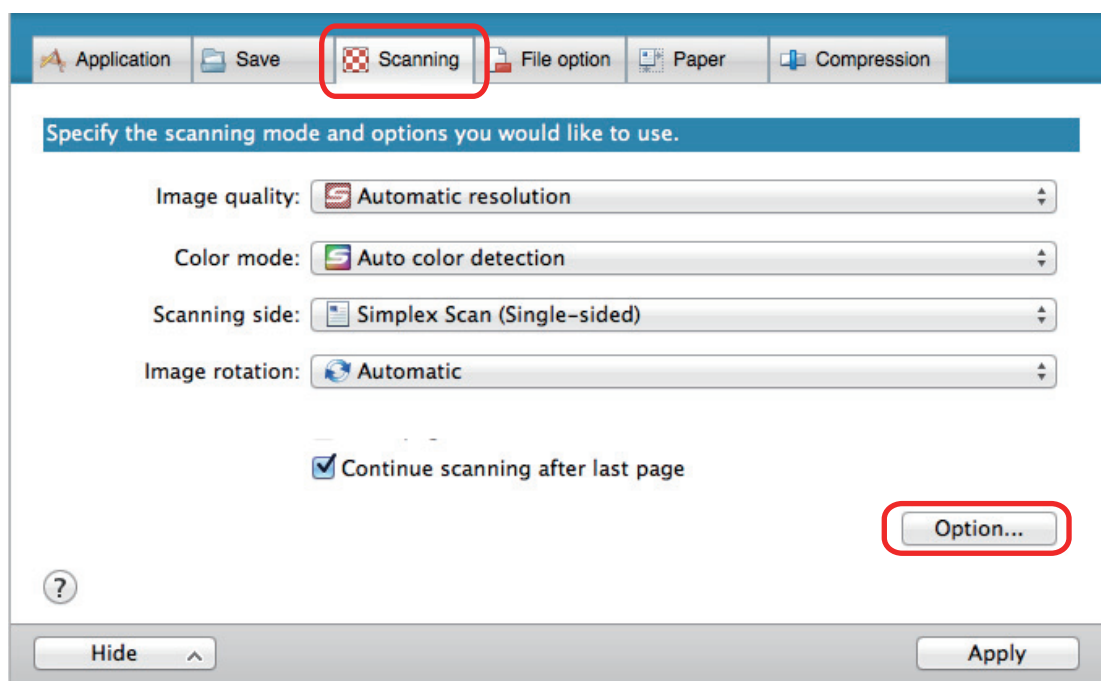 Application Save Scanning File option Paper Compression
Specify the scanning mode and options you would like to use.
Image quality: Automatic resolution
Color mode: Auto color detection
Scanning side: Simplex Scan (Single-sided)
Image rotation: Automatic
Continue scanning after last page
Option...
?
Hide Apply